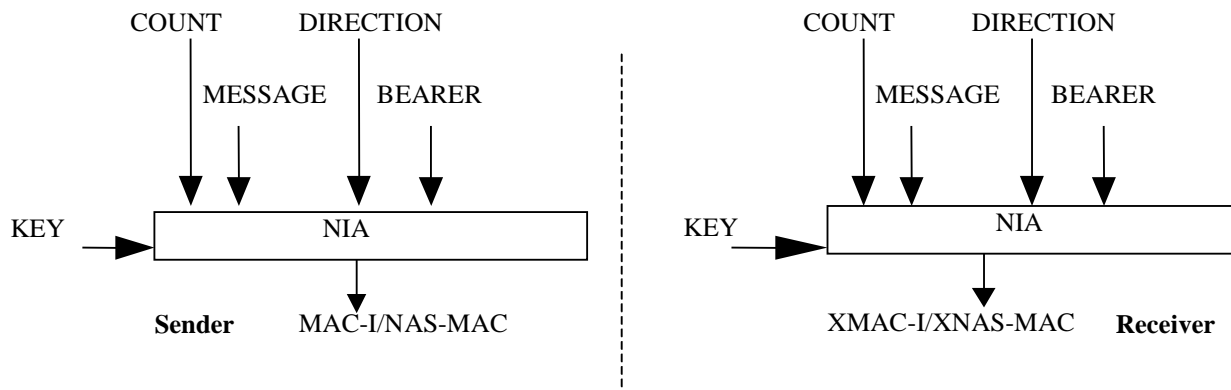 COUNT DIRECTION
MESSAGE BEARER
KEY
NIA
Sender MAC-I/NAS-MAC
COUNT DIRECTION
MESSAGE BEARER
KEY
NIA
XMAC-I/XNAS-MAC Receiver